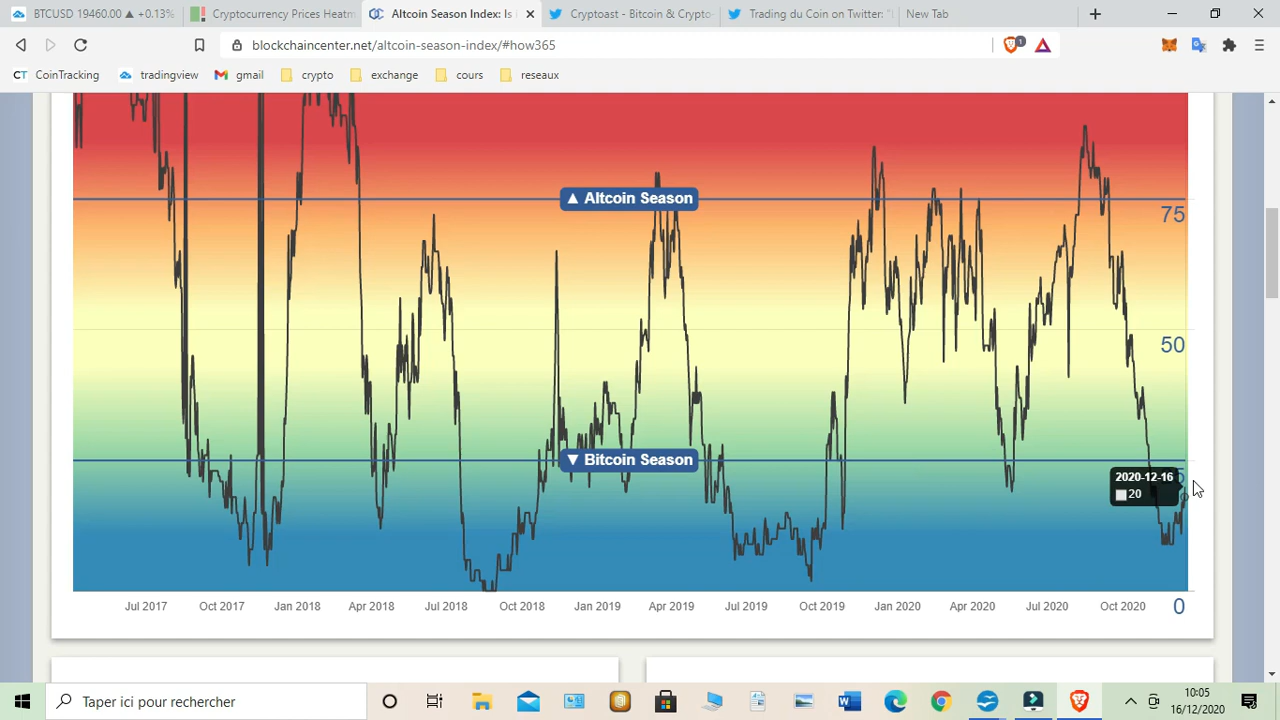 BTCUSD 19460.00 ▲ +0.13%
Cryptocurrency Prices Heatm
Altcoin Season Index: Is
Cryptoast - Bitcoin & Crypto-
Trading du Coin on Twitter: "
New Tab
blockchaincenter.net/altcoin-season-index/#how365
1
CT CoinTracking
tradingview
gmail
crypto
exchange
cours
reseaux
▲ Altcoin Season
75
50
▼ Bitcoin Season
2020-12-16
20
Jul 2017 Oct 2017 Jan 2018 Apr 2018 Jul 2018 Oct 2018 Jan 2019 Apr 2019 Jul 2019 Oct 2019 Jan 2020 Apr 2020 Jul 2020 Oct 2020 0
Taper ici pour rechercher
10:05
16/12/2020